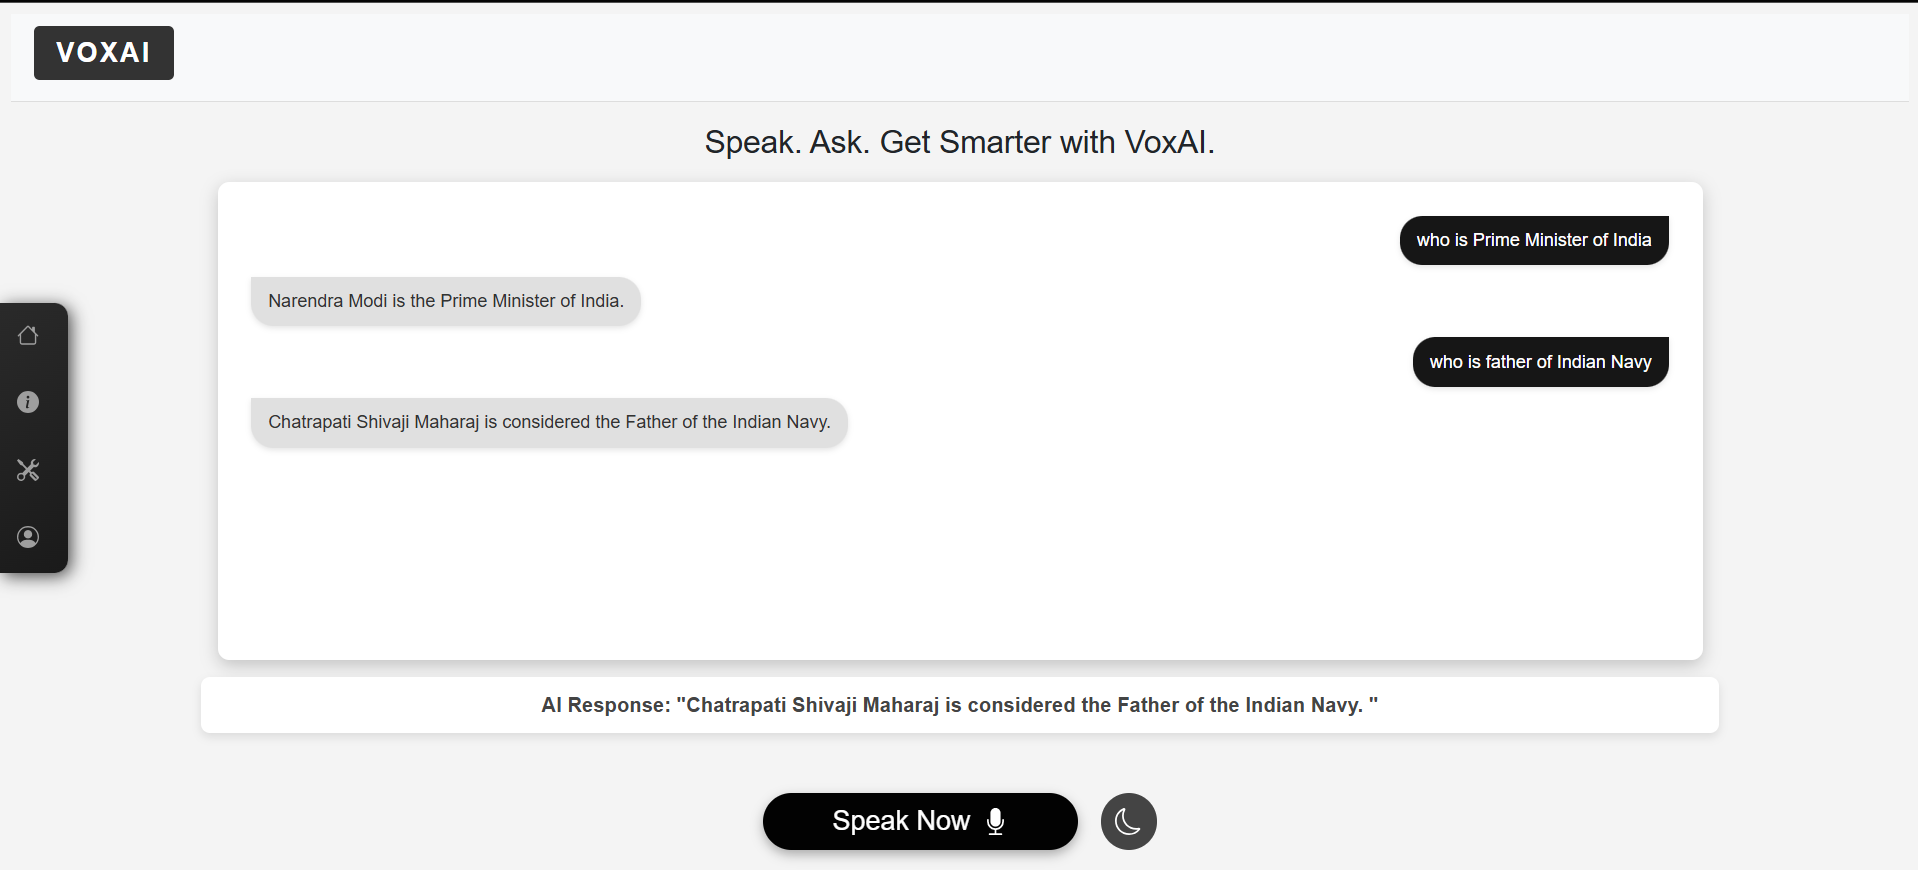 VOXAI
Speak. Ask. Get Smarter with VoxAI.
who is Prime Minister of India
Narendra Modi is the Prime Minister of India.
who is father of Indian Navy
Chatrapati Shivaji Maharaj is considered the Father of the Indian Navy.
AI Response: "Chatrapati Shivaji Maharaj is considered the Father of the Indian Navy. "
Speak Now